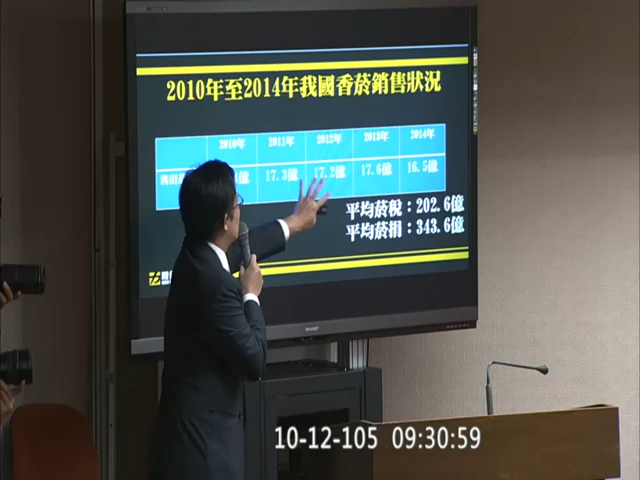 2010年至2014年我國香菸銷售狀況
2010年 2011年 2012年 2013年 2014年
17.3億 17.2億 17.6億 16.5億
平均菸稅：202.6億
平均菸捐：343.6億
SHARP
10-12-105 09:30:59